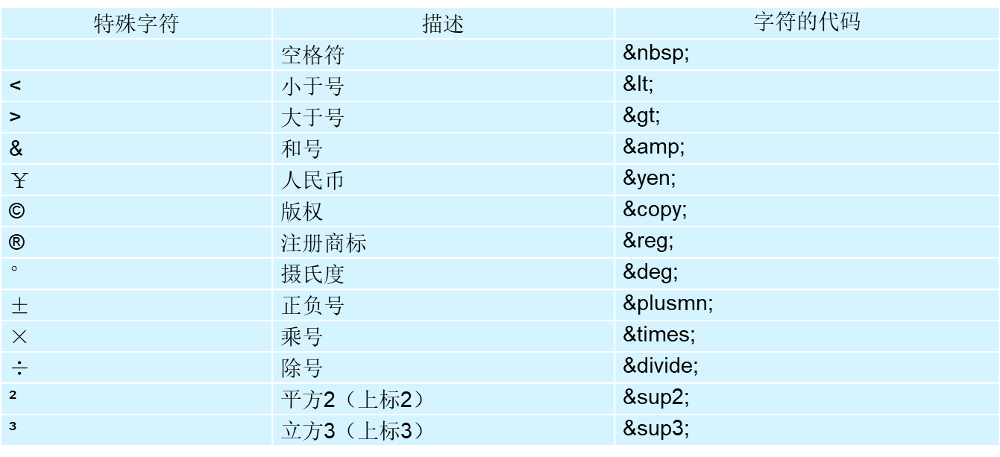 特殊字符 描述 字符的代码
空格符 &nbsp;
< 小于号 &lt;
> 大于号 &gt;
& 和号 &amp;
￥ 人民币 &yen;
© 版权 &copy;
® 注册商标 &reg;
° 摄氏度 &deg;
± 正负号 &plusmn;
× 乘号 &times;
÷ 除号 &divide;
² 平方2（上标2） &sup2;
³ 立方3（上标3） &sup3;